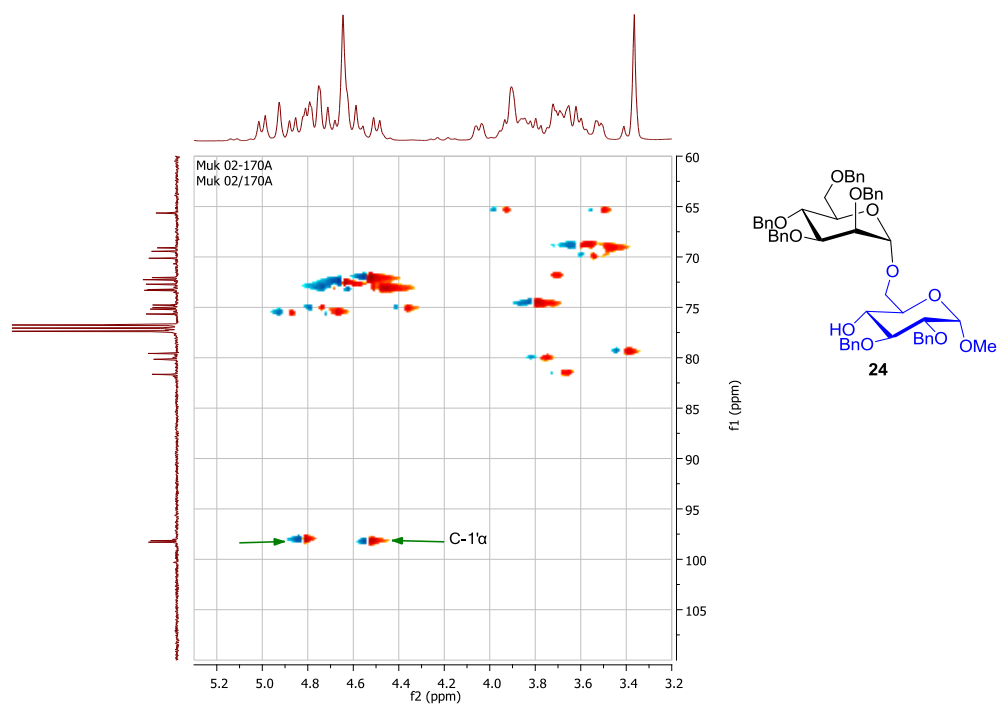 Muk 02-170A
Muk 02/170A
60
65
70
75
80
85
90
95
100
105
f1 (ppm)
C-1'α
5.2 5.0 4.8 4.6 4.4 4.2 4.0 3.8 3.6 3.4 3.2
f2 (ppm)
OBn
OBn
O
BnO
BnO
O
O
HO
BnO
BnO
OMe
24